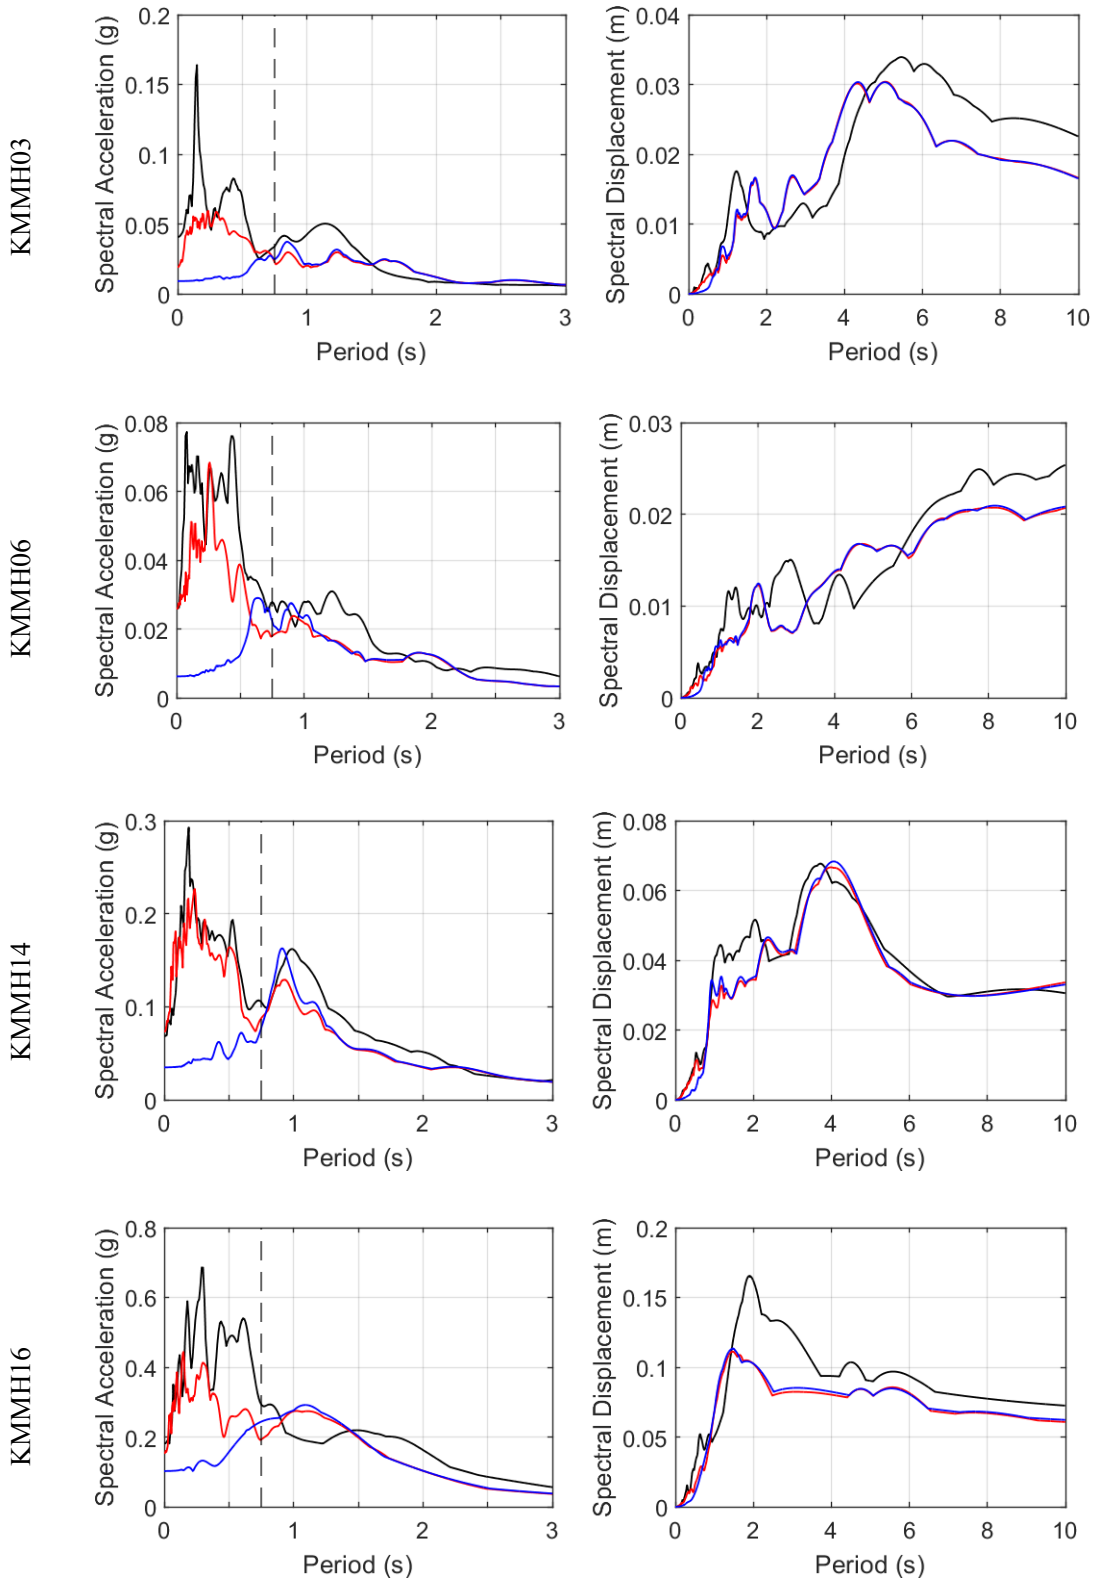 KMMH03
Spectral Acceleration (g)
0.2
0.15
0.1
0.05
0
0 1 2 3
Period (s)
Spectral Displacement (m)
0.04
0.03
0.02
0.01
0
0 2 4 6 8 10
Period (s)
KMMH06
Spectral Acceleration (g)
0.08
0.06
0.04
0.02
0
0 1 2 3
Period (s)
Spectral Displacement (m)
0.03
0.02
0.01
0
0 2 4 6 8 10
Period (s)
KMMH14
Spectral Acceleration (g)
0.3
0.2
0.1
0
0 1 2 3
Period (s)
Spectral Displacement (m)
0.08
0.06
0.04
0.02
0
0 2 4 6 8 10
Period (s)
KMMH16
Spectral Acceleration (g)
0.8
0.6
0.4
0.2
0
0 1 2 3
Period (s)
Spectral Displacement (m)
0.2
0.15
0.1
0.05
0
0 2 4 6 8 10
Period (s)